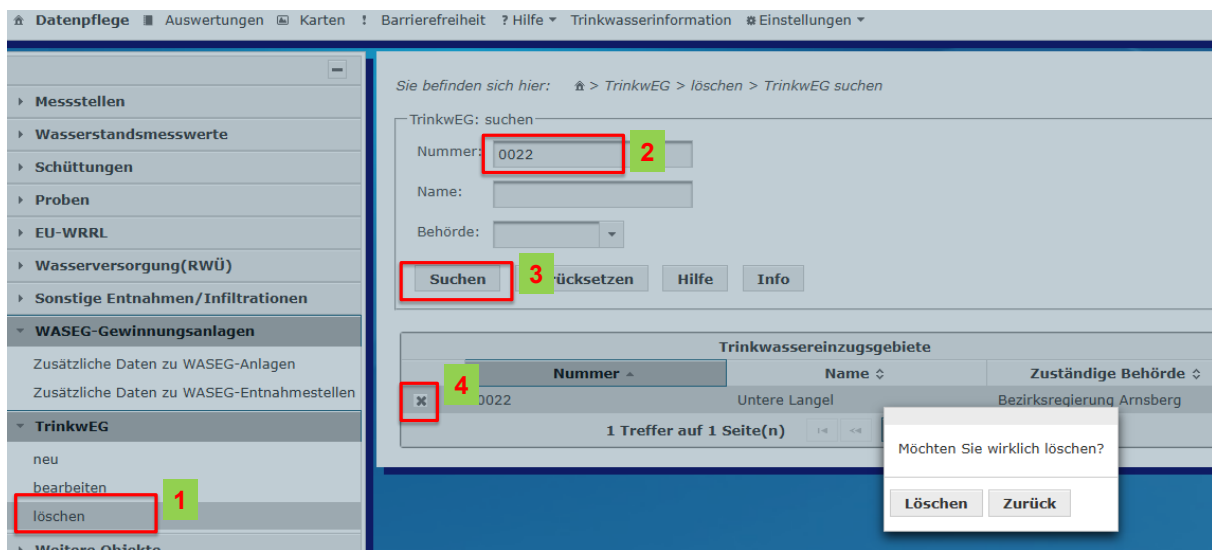 Datenpflege Auswertungen Karten ! Barrierefreiheit ? Hilfe Trinkwasserinformation Einstellungen
Messstellen
Wasserstandsmesswerte
Schüttungen
Proben
EU-WRRL
Wasserversorgung(RWÜ)
Sonstige Entnahmen/Infiltrationen
WASEG-Gewinnungsanlagen
Zusätzliche Daten zu WASEG-Anlagen
Zusätzliche Daten zu WASEG-Entnahmestellen
TrinkwEG
neu
bearbeiten
löschen 1
Weitere Objekte
Sie befinden sich hier: > TrinkwEG > löschen > TrinkwEG suchen
TrinkwEG: suchen
Nummer: 0022 2
Name:
Behörde:
Suchen 3 rücksetzen Hilfe Info
Trinkwassereinzugsgebiete
Nummer Name Zuständige Behörde
4 0022 Untere Langel Bezirksregierung Arnsberg
1 Treffer auf 1 Seite(n)
Möchten Sie wirklich löschen?
Löschen Zurück